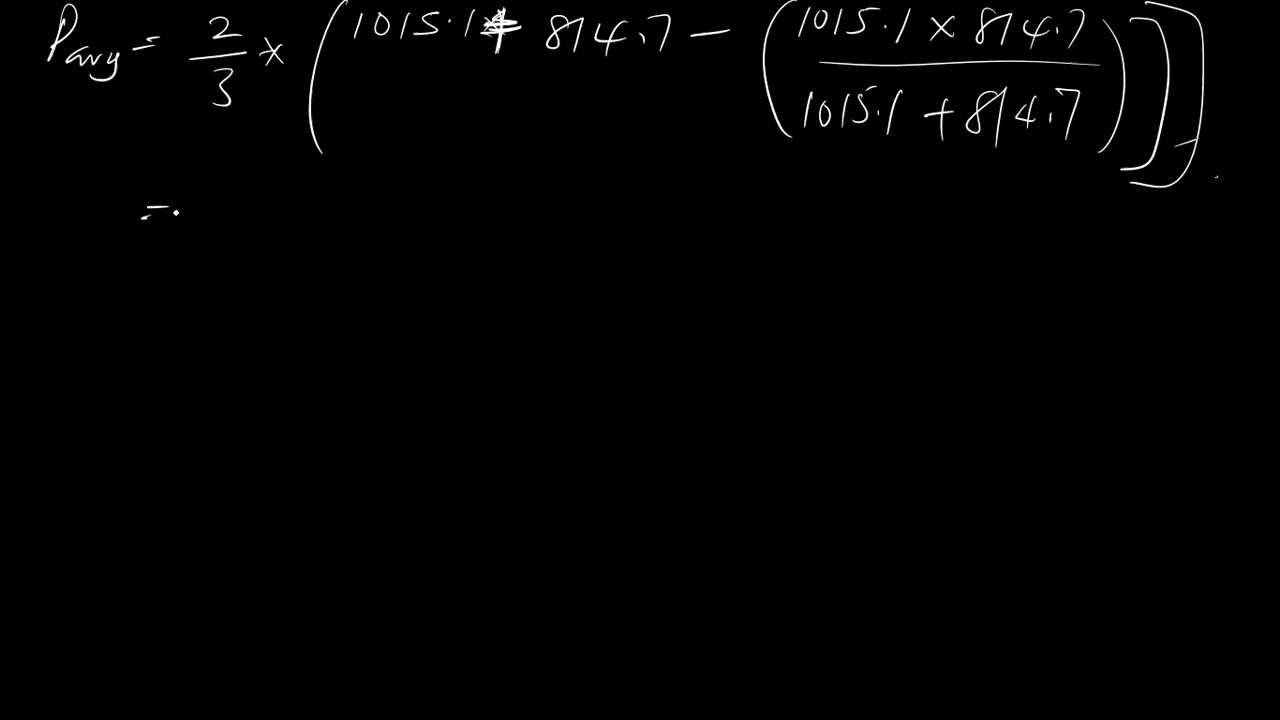 Pavg = 2/3 × (1015.1 + 814.7 − (1015.1 × 814.7 / 1015.1 + 814.7)]]
=